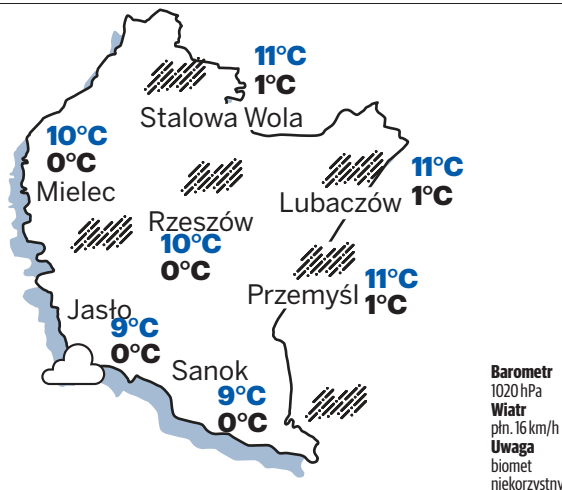 11°C
1°C
Stalowa Wola
10°C
0°C
Mielec
11°C
1°C
Lubaczów
Rzeszów
10°C
0°C
11°C
1°C
Przemyśl
Jasło
9°C
0°C
Sanok
9°C
0°C
Barometr
1020 hPa
Wiatr
płn. 16 km/h
Uwaga
biomet
niekorzystny